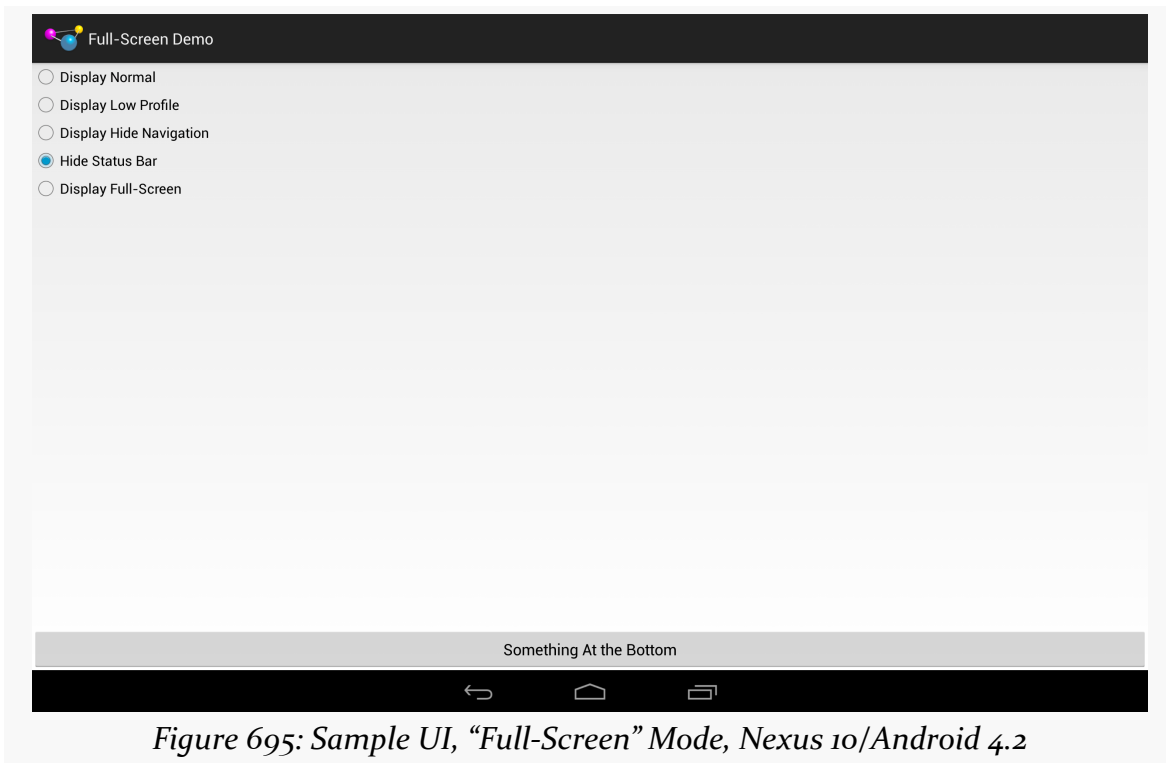 Full-Screen Demo
Display Normal
Display Low Profile
Display Hide Navigation
Hide Status Bar
Display Full-Screen
Something At the Bottom
Figure 695: Sample UI, “Full-Screen” Mode, Nexus 10/Android 4.2